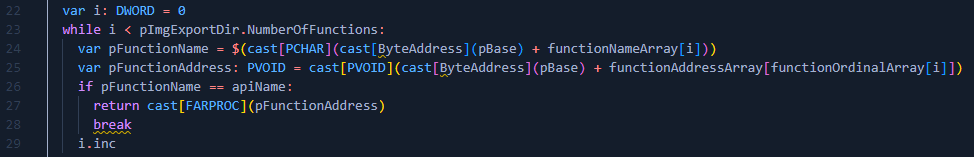 22 var i: DWORD = 0
23 while i < pImgExportDir.NumberOfFunctions:
24 var pFunctionName = $(cast[PCHAR](cast[ByteAddress](pBase) + functionNameArray[i]))
25 var pFunctionAddress: PVOID = cast[PVOID](cast[ByteAddress](pBase) + functionAddressArray[functionOrdinalArray[i]])
26 if pFunctionName == apiName:
27 return cast[FARPROC](pFunctionAddress)
28 break
29 i.inc